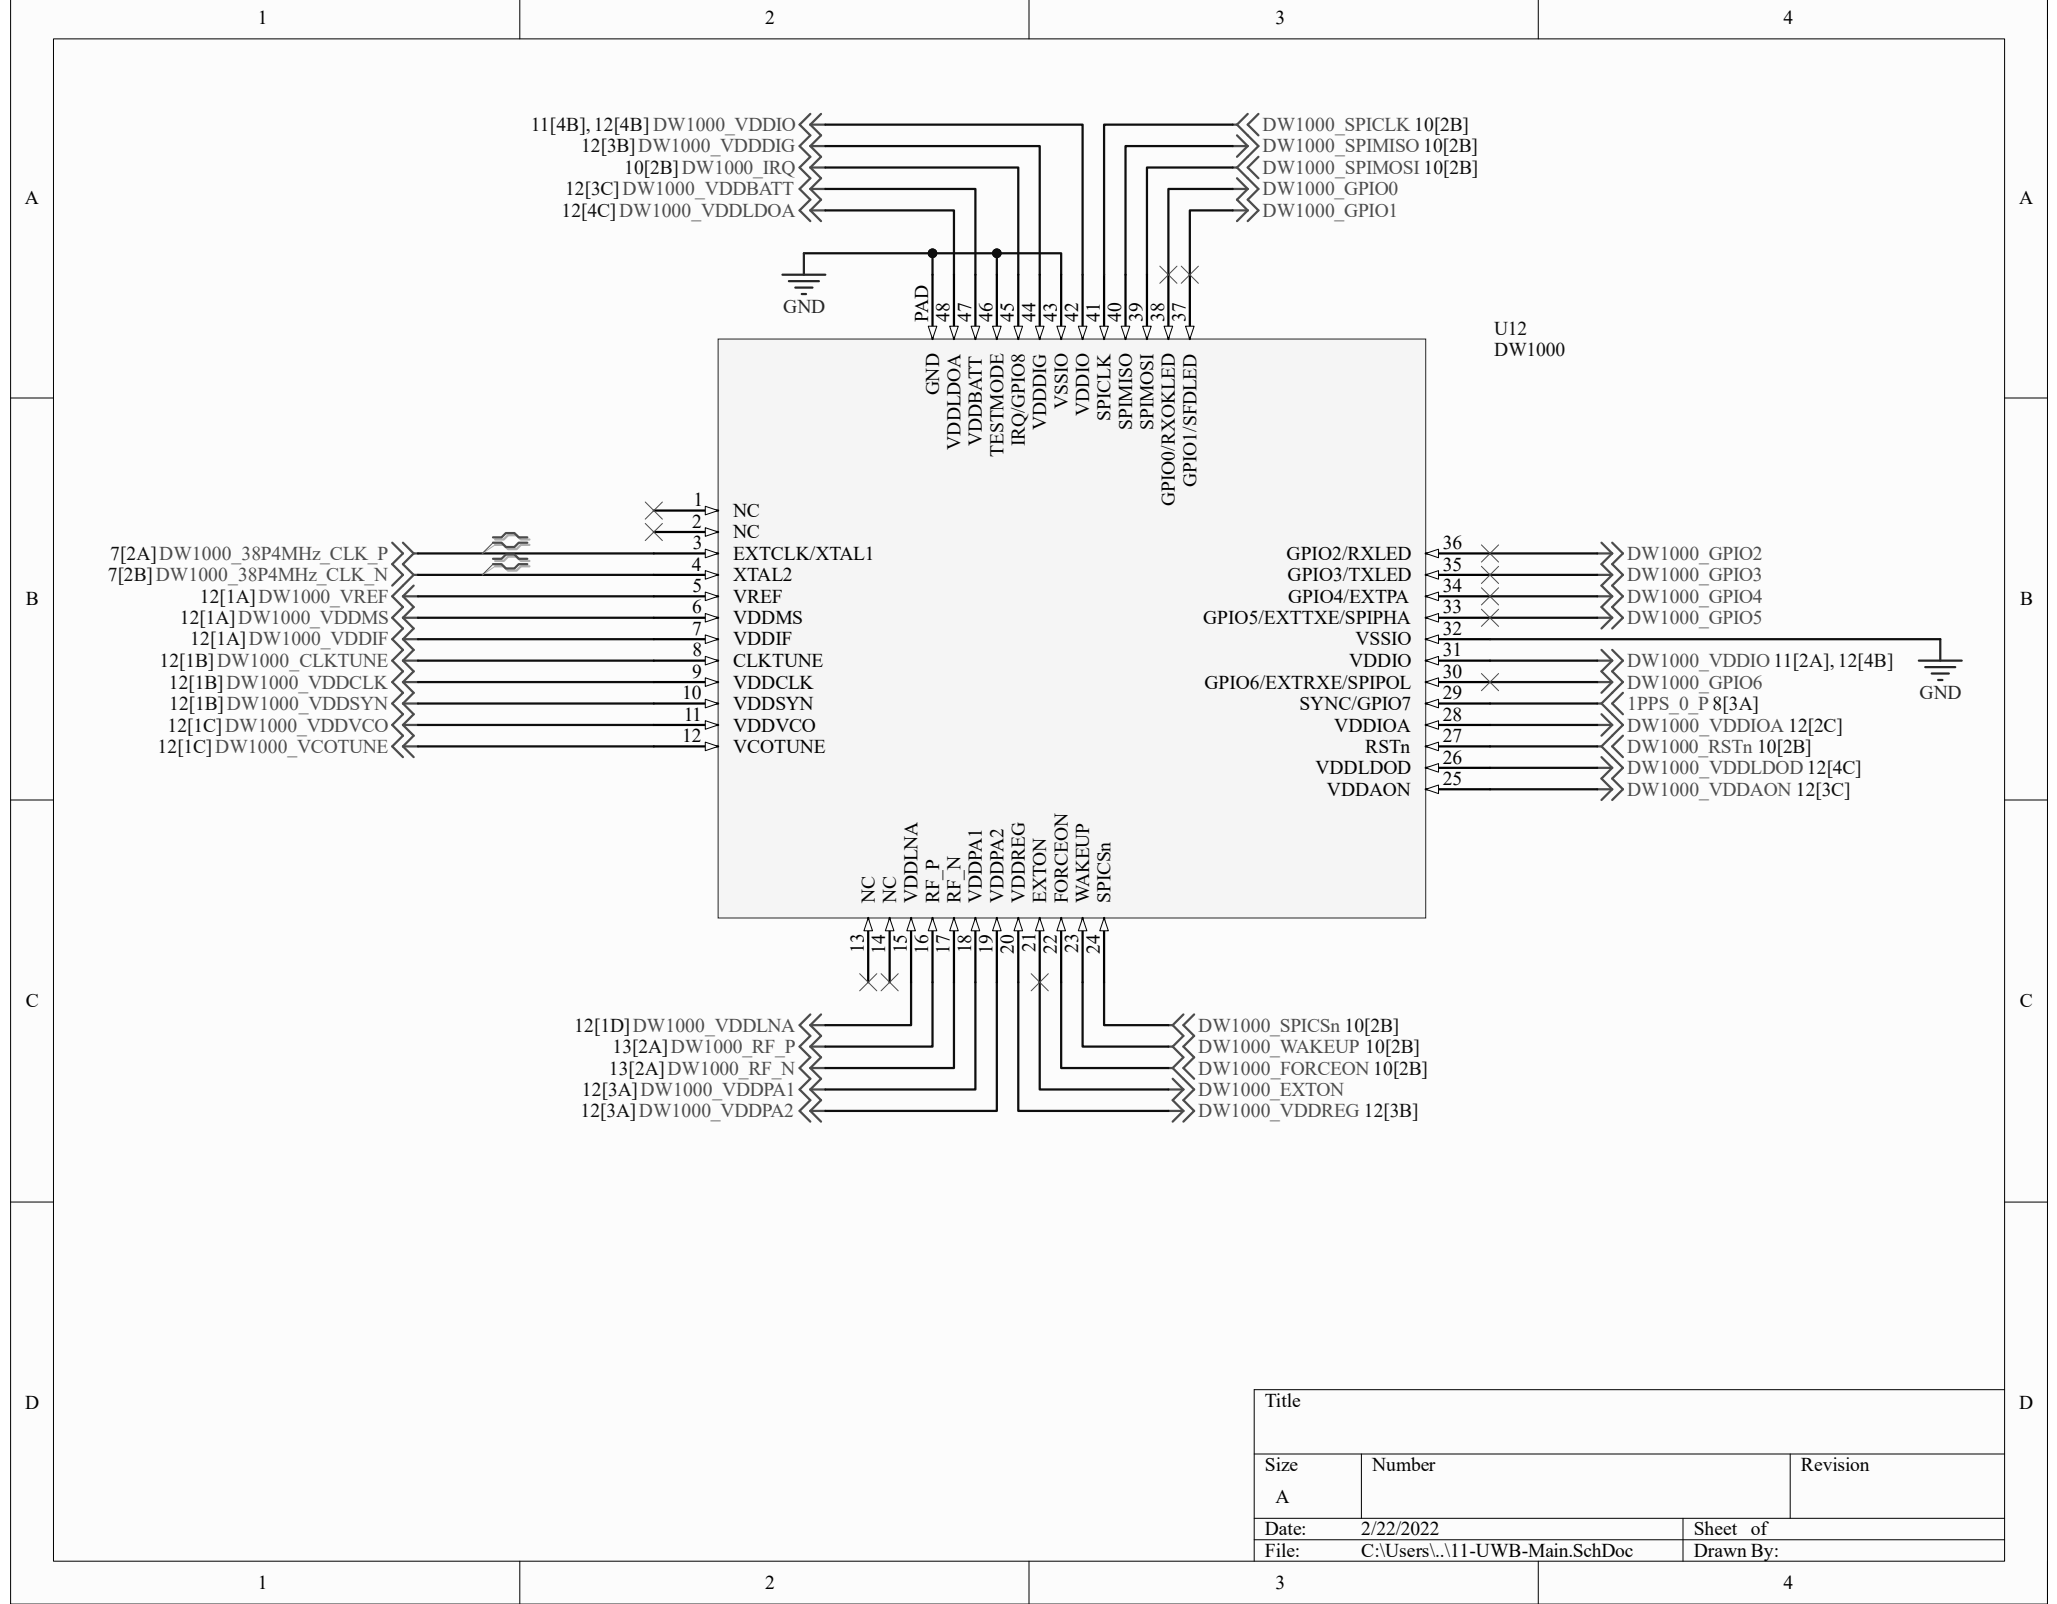 1 2 3 4
11[4B], 12[4B] DW1000_VDDIO
12[3B] DW1000_VDDDIG
10[2B] DW1000_IRQ
12[3C] DW1000_VDDBATT
12[4C] DW1000_VDDLDOA
DW1000_SPICLK 10[2B]
DW1000_SPIMISO 10[2B]
DW1000_SPIMOSI 10[2B]
DW1000_GPIO0
DW1000_GPIO1
A A
GND
PAD 48 47 46 45 44 43 42 41 40 39 38 37
U12
DW1000
GND
VDDLDOA
VDDBATT
TESTMODE
IRQ/GPIO8
VDDDIG
VSSIO
VDDIO
SPICLK
SPIMISO
SPIMOSI
GPIO0/RXOKLED
GPIO1/SFDLED
1 NC
2 NC
7[2A] DW1000_38P4MHz_CLK_P 3 EXTCLK/XTAL1
7[2B] DW1000_38P4MHz_CLK_N 4 XTAL2
12[1A] DW1000_VREF 5 VREF
12[1A] DW1000_VDDMS 6 VDDMS
12[1A] DW1000_VDDIF 7 VDDIF
12[1B] DW1000_CLKTUNE 8 CLKTUNE
12[1B] DW1000_VDDCLK 9 VDDCLK
12[1B] DW1000_VDDSYN 10 VDDSYN
12[1C] DW1000_VDDVCO 11 VDDVCO
12[1C] DW1000_VCOTUNE 12 VCOTUNE
B B
GPIO2/RXLED 36 DW1000_GPIO2
GPIO3/TXLED 35 DW1000_GPIO3
GPIO4/EXTPA 34 DW1000_GPIO4
GPIO5/EXTTXE/SPIPHA 33 DW1000_GPIO5
VSSIO 32
VDDIO 31 DW1000_VDDIO 11[2A], 12[4B]
GPIO6/EXTRXE/SPIPOL 30 DW1000_GPIO6
GND
SYNC/GPIO7 29 1PPS_0_P 8[3A]
VDDIOA 28 DW1000_VDDIOA 12[2C]
RSTn 27 DW1000_RSTn 10[2B]
VDDLDOD 26 DW1000_VDDLDOD 12[4C]
VDDAON 25 DW1000_VDDAON 12[3C]
NC
NC
VDDLNA
RF_P
RF_N
VDDPA1
VDDPA2
VDDREG
EXTON
FORCEON
WAKEUP
SPICSn
13 14 15 16 17 18 19 20 21 22 23 24
C C
12[1D] DW1000_VDDLNA
13[2A] DW1000_RF_P
13[2A] DW1000_RF_N
12[3A] DW1000_VDDPA1
12[3A] DW1000_VDDPA2
DW1000_SPICSn 10[2B]
DW1000_WAKEUP 10[2B]
DW1000_FORCEON 10[2B]
DW1000_EXTON
DW1000_VDDREG 12[3B]
D D
Title
Size Number Revision
A
Date: 2/22/2022 Sheet of
File: C:\Users\..\11-UWB-Main.SchDoc Drawn By:
1 2 3 4